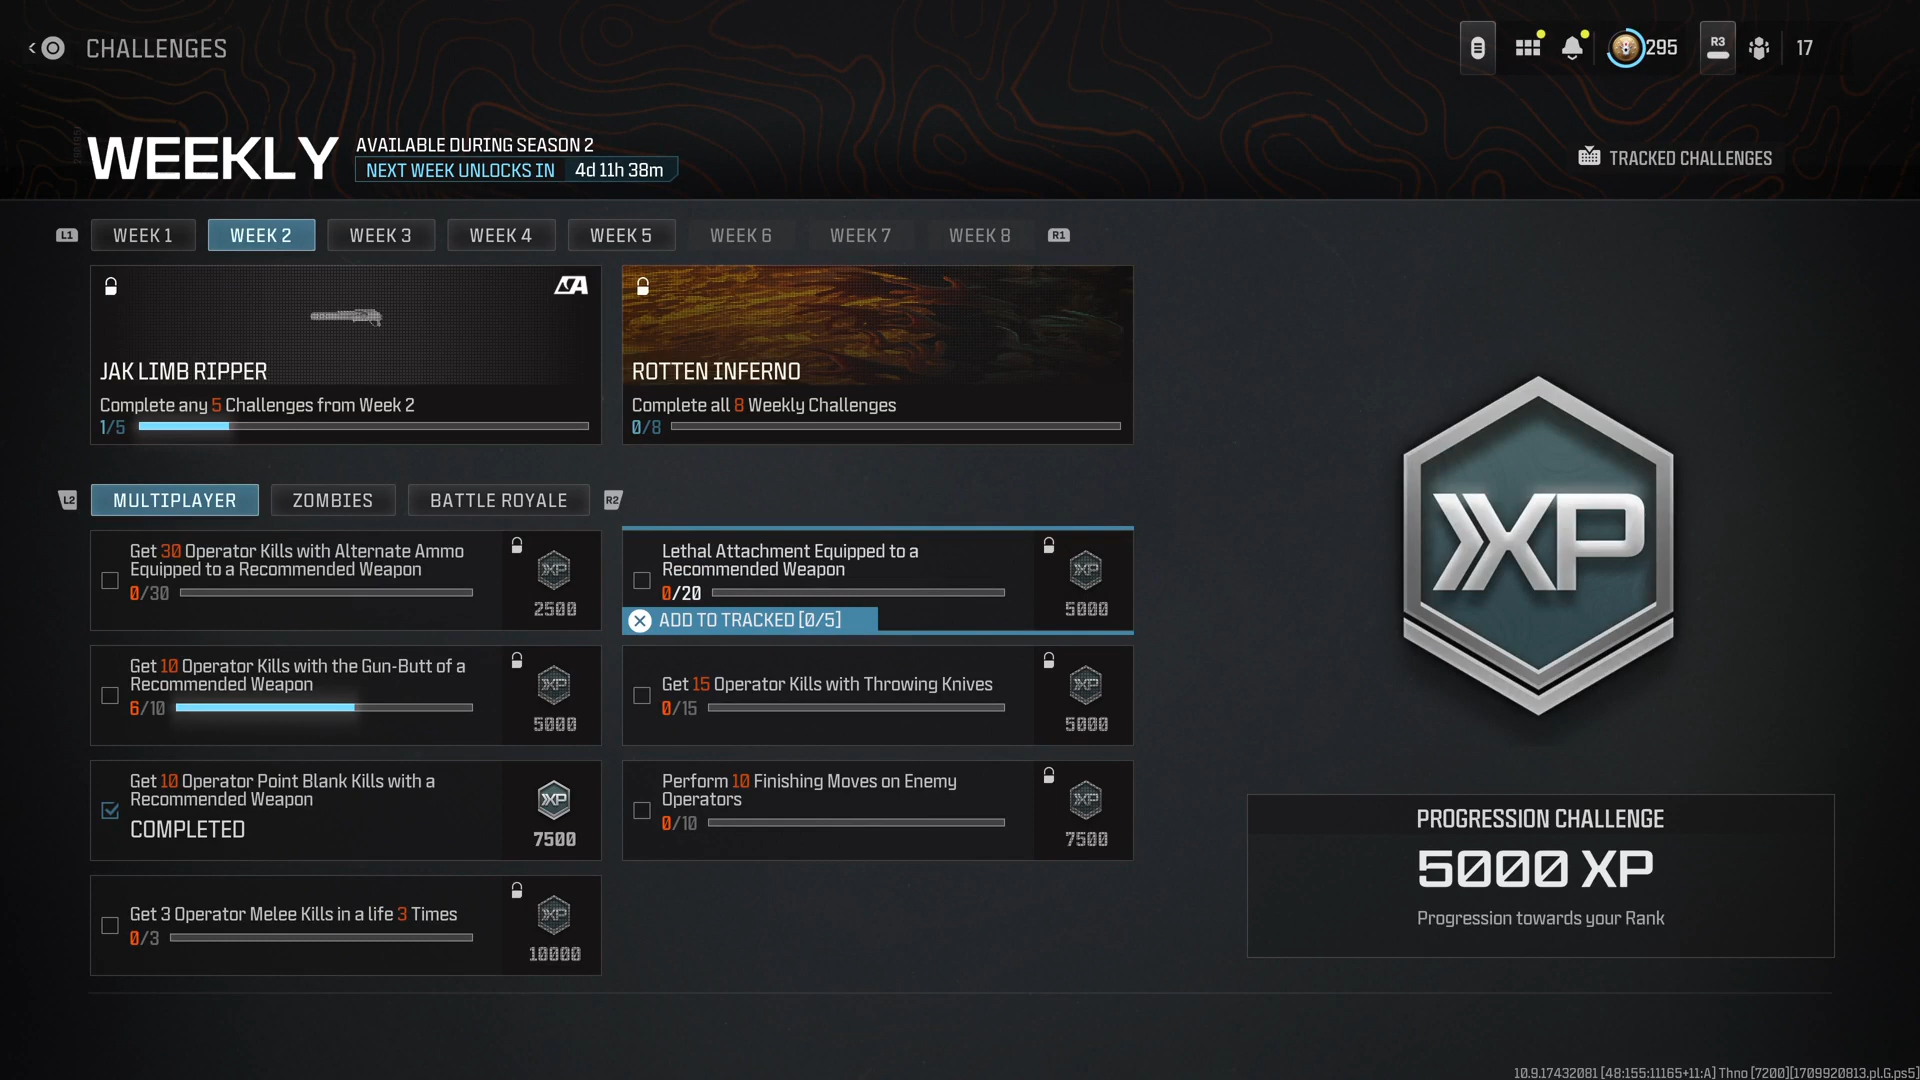 CHALLENGES
295
R3
17
WEEKLY
AVAILABLE DURING SEASON 2
NEXT WEEK UNLOCKS IN 4d 11h 38m
TRACKED CHALLENGES
L1 WEEK 1 WEEK 2 WEEK 3 WEEK 4 WEEK 5 WEEK 6 WEEK 7 WEEK 8 R1
JAK LIMB RIPPER
Complete any 5 Challenges from Week 2
1/5
ROTTEN INFERNO
Complete all 8 Weekly Challenges
0/8
L2 MULTIPLAYER ZOMBIES BATTLE ROYALE R2
Get 30 Operator Kills with Alternate Ammo
Equipped to a Recommended Weapon
0/30
XP
2500
Lethal Attachment Equipped to a
Recommended Weapon
0/20
XP
5000
ADD TO TRACKED [0/5]
Get 10 Operator Kills with the Gun-Butt of a
Recommended Weapon
6/10
XP
5000
Get 15 Operator Kills with Throwing Knives
0/15
XP
5000
Get 10 Operator Point Blank Kills with a
Recommended Weapon
COMPLETED
XP
7500
Perform 10 Finishing Moves on Enemy
Operators
0/10
XP
7500
Get 3 Operator Melee Kills in a life 3 Times
0/3
XP
10000
XP
PROGRESSION CHALLENGE
5000 XP
Progression towards your Rank
10.9.17432081 [48:155:11165+11:A] Thno [7200][1709920813.pl.G.ps5]